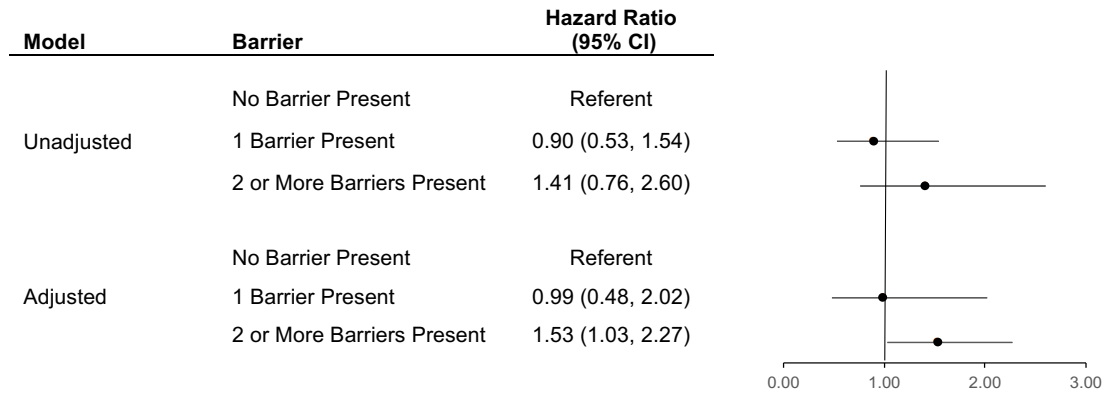 Hazard Ratio
Model Barrier (95% CI)
No Barrier Present Referent
Unadjusted 1 Barrier Present 0.90 (0.53, 1.54)
2 or More Barriers Present 1.41 (0.76, 2.60)
No Barrier Present Referent
Adjusted 1 Barrier Present 0.99 (0.48, 2.02)
2 or More Barriers Present 1.53 (1.03, 2.27)
0.00 1.00 2.00 3.00